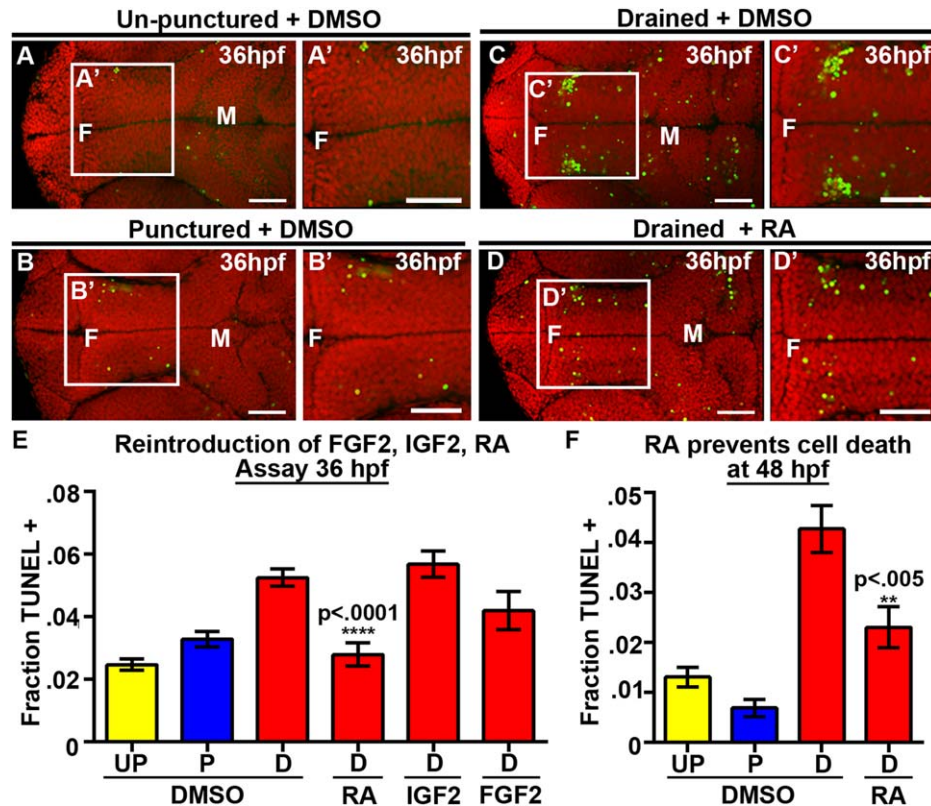 Un-punctured + DMSO
Drained + DMSO
A 36hpf A' 36hpf C 36hpf C' 36hpf
A' C'
F M F F M F
Punctured + DMSO
Drained + RA
B 36hpf B' 36hpf D 36hpf D' 36hpf
B' D'
F M F F M F
E Reintroduction of FGF2, IGF2, RA
Assay 36 hpf
Fraction TUNEL +
.08
.06
.04
.02
0
p<.0001
****
UP P D D D D
DMSO RA IGF2 FGF2
F RA prevents cell death
at 48 hpf
Fraction TUNEL +
.05
.04
.03
.02
.01
0
p<.005
**
UP P D D
DMSO RA